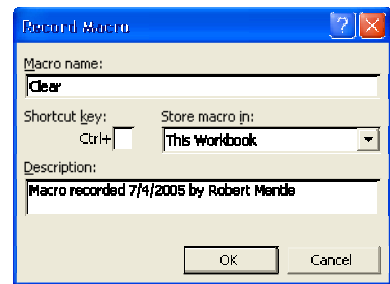 Record Macro
Macro name:
Clear
Shortcut key:
Store macro in:
Ctrl+
This Workbook
Description:
Macro recorded 7/4/2005 by Robert Mentle
OK
Cancel